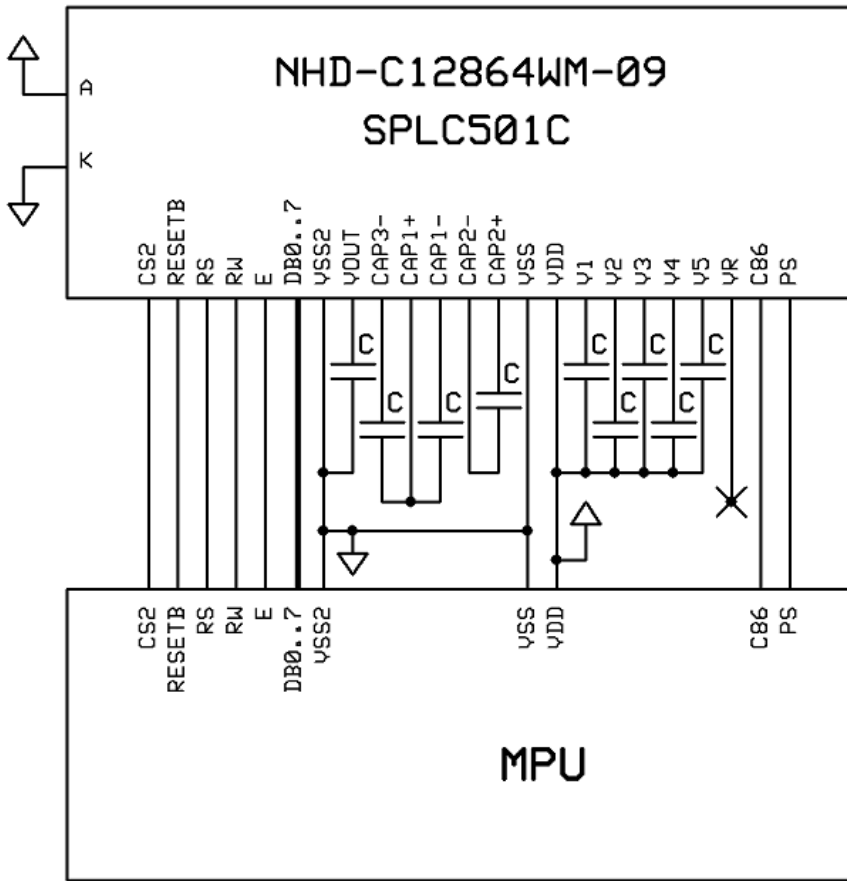 NHD-C12864WM-09
SPLC501C
A
K
CS2
RESETB
RS
RW
E
DB0..7
VSS2
VOUT
CAP3-
CAP1+
CAP1-
CAP2-
CAP2+
VSS
VDD
V1
V2
V3
V4
V5
VR
C86
PS
C
C
C
C
C
C
C
C
C
CS2
RESETB
RS
RW
E
DB0..7
VSS2
VSS
VDD
C86
PS
MPU